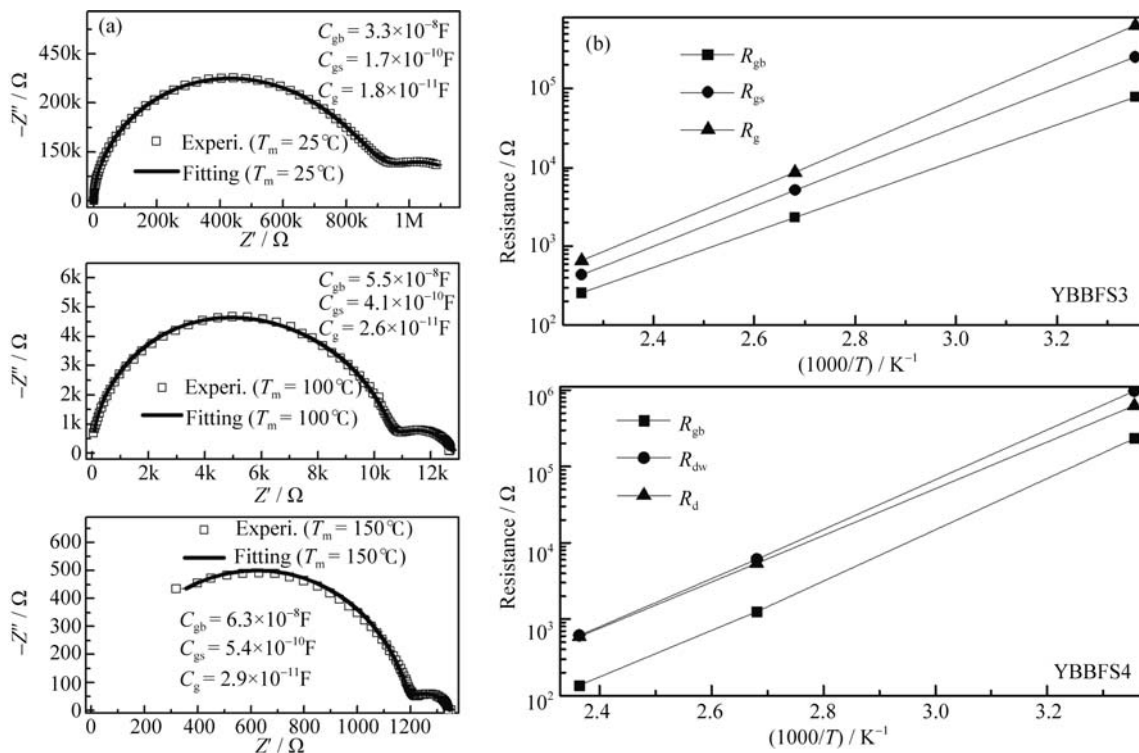 (a)
C_gb = 3.3×10⁻⁸F
C_gs = 1.7×10⁻¹⁰F
C_g = 1.8×10⁻¹¹F
−Z″ / Ω
450k
300k
150k
0
Experi. (T_m = 25℃)
Fitting (T_m = 25℃)
0 200k 400k 600k 800k 1M
Z′ / Ω
C_gb = 5.5×10⁻⁸F
C_gs = 4.1×10⁻¹⁰F
C_g = 2.6×10⁻¹¹F
−Z″ / Ω
6k
5k
4k
3k
2k
1k
0
Experi. (T_m = 100℃)
Fitting (T_m = 100℃)
0 2k 4k 6k 8k 10k 12k
Z′ / Ω
Experi. (T_m = 150℃)
Fitting (T_m = 150℃)
−Z″ / Ω
600
500
400
300
200
100
0
C_gb = 6.3×10⁻⁸F
C_gs = 5.4×10⁻¹⁰F
C_g = 2.9×10⁻¹¹F
0 200 400 600 800 1000 1200
Z′ / Ω
(b)
R_gb
R_gs
R_g
Resistance / Ω
10⁵
10⁴
10³
10²
YBBFS3
2.4 2.6 2.8 3.0 3.2
(1000/T) / K⁻¹
R_gb
R_dw
R_d
Resistance / Ω
10⁶
10⁵
10⁴
10³
10²
YBBFS4
2.4 2.6 2.8 3.0 3.2
(1000/T) / K⁻¹